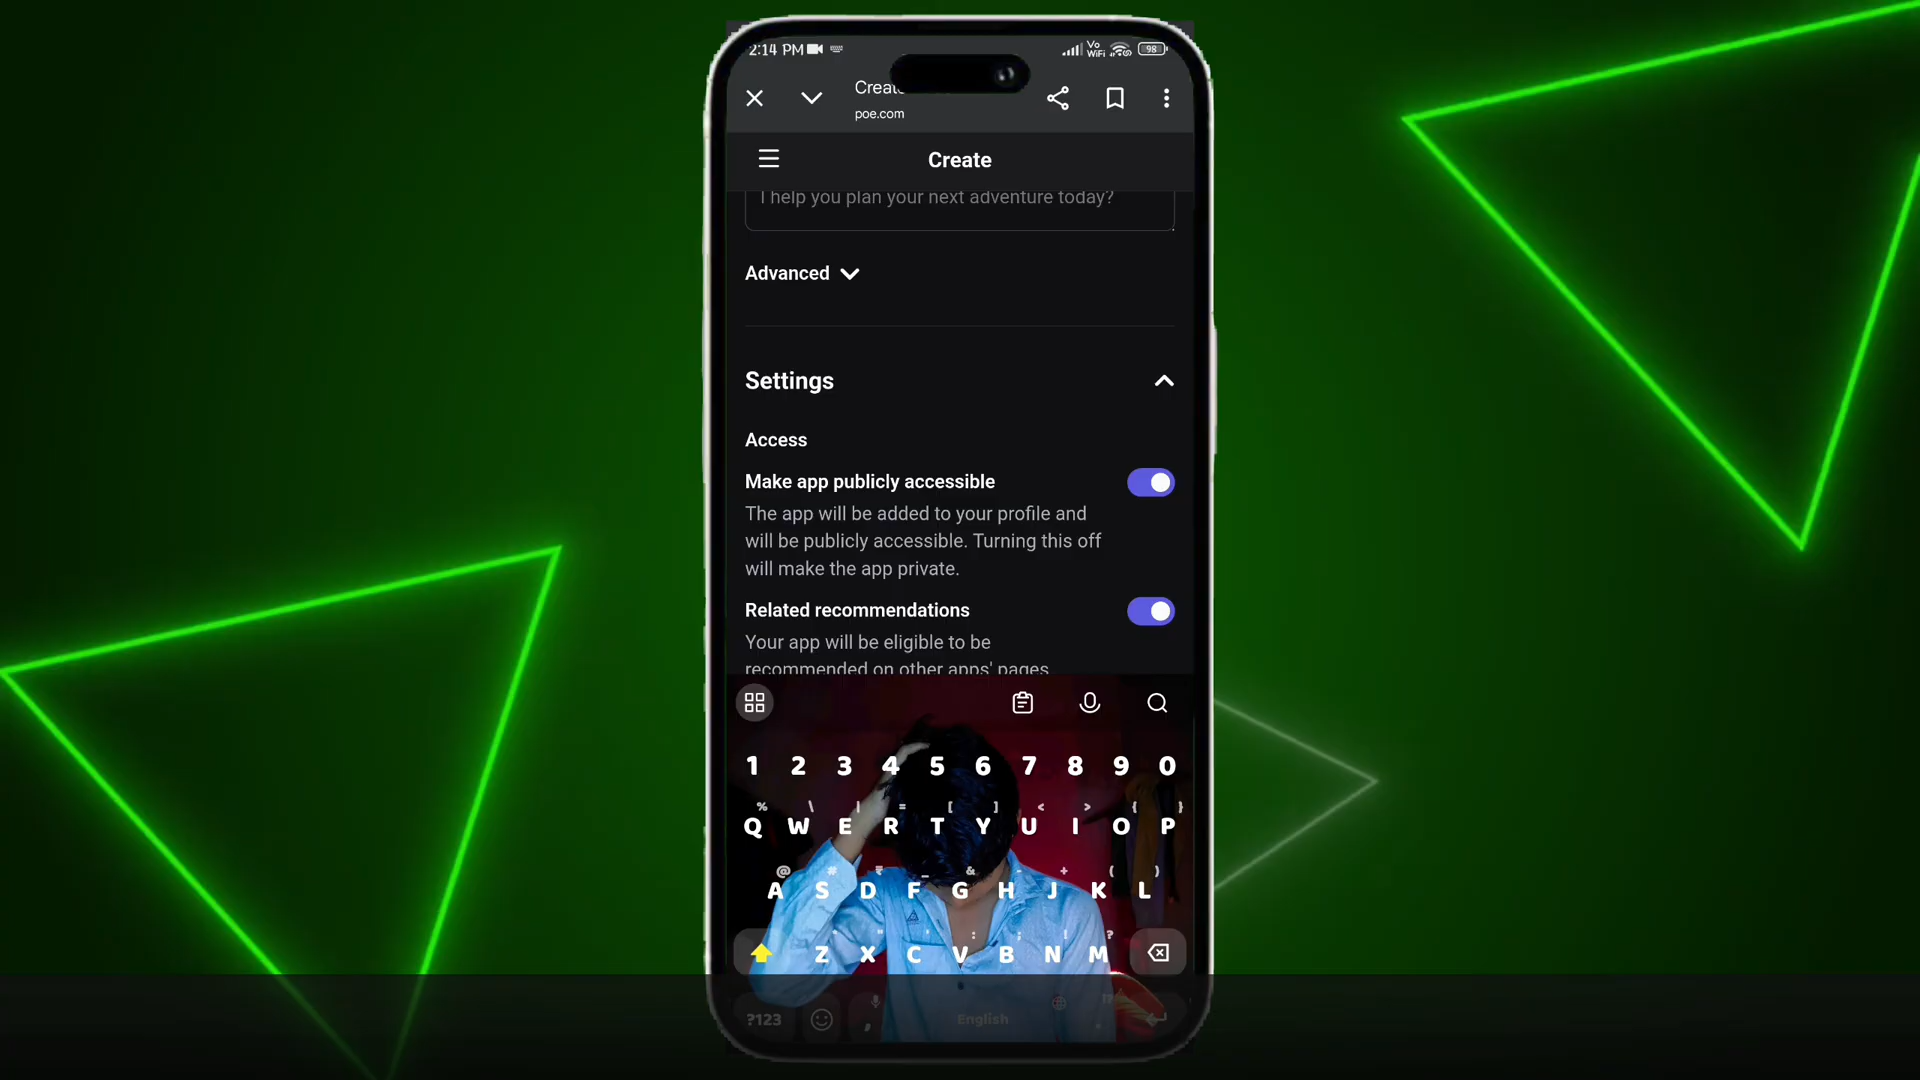 2:14 PM
Vo
WiFi
98
Create
poe.com
Create
I help you plan your next adventure today?
Advanced
Settings
Access
Make app publicly accessible
The app will be added to your profile and
will be publicly accessible. Turning this off
will make the app private.
Related recommendations
Your app will be eligible to be
recommended on other apps' pages
1 2 3 4 5 6 7 8 9 0
% \ | = [ ] < > { }
Q W E R T Y U I O P
@ # ₹ _ & - + ( )
A S D F G H J K L
* " ' : ; ! ?
Z X C V B N M
?123 , English . !?